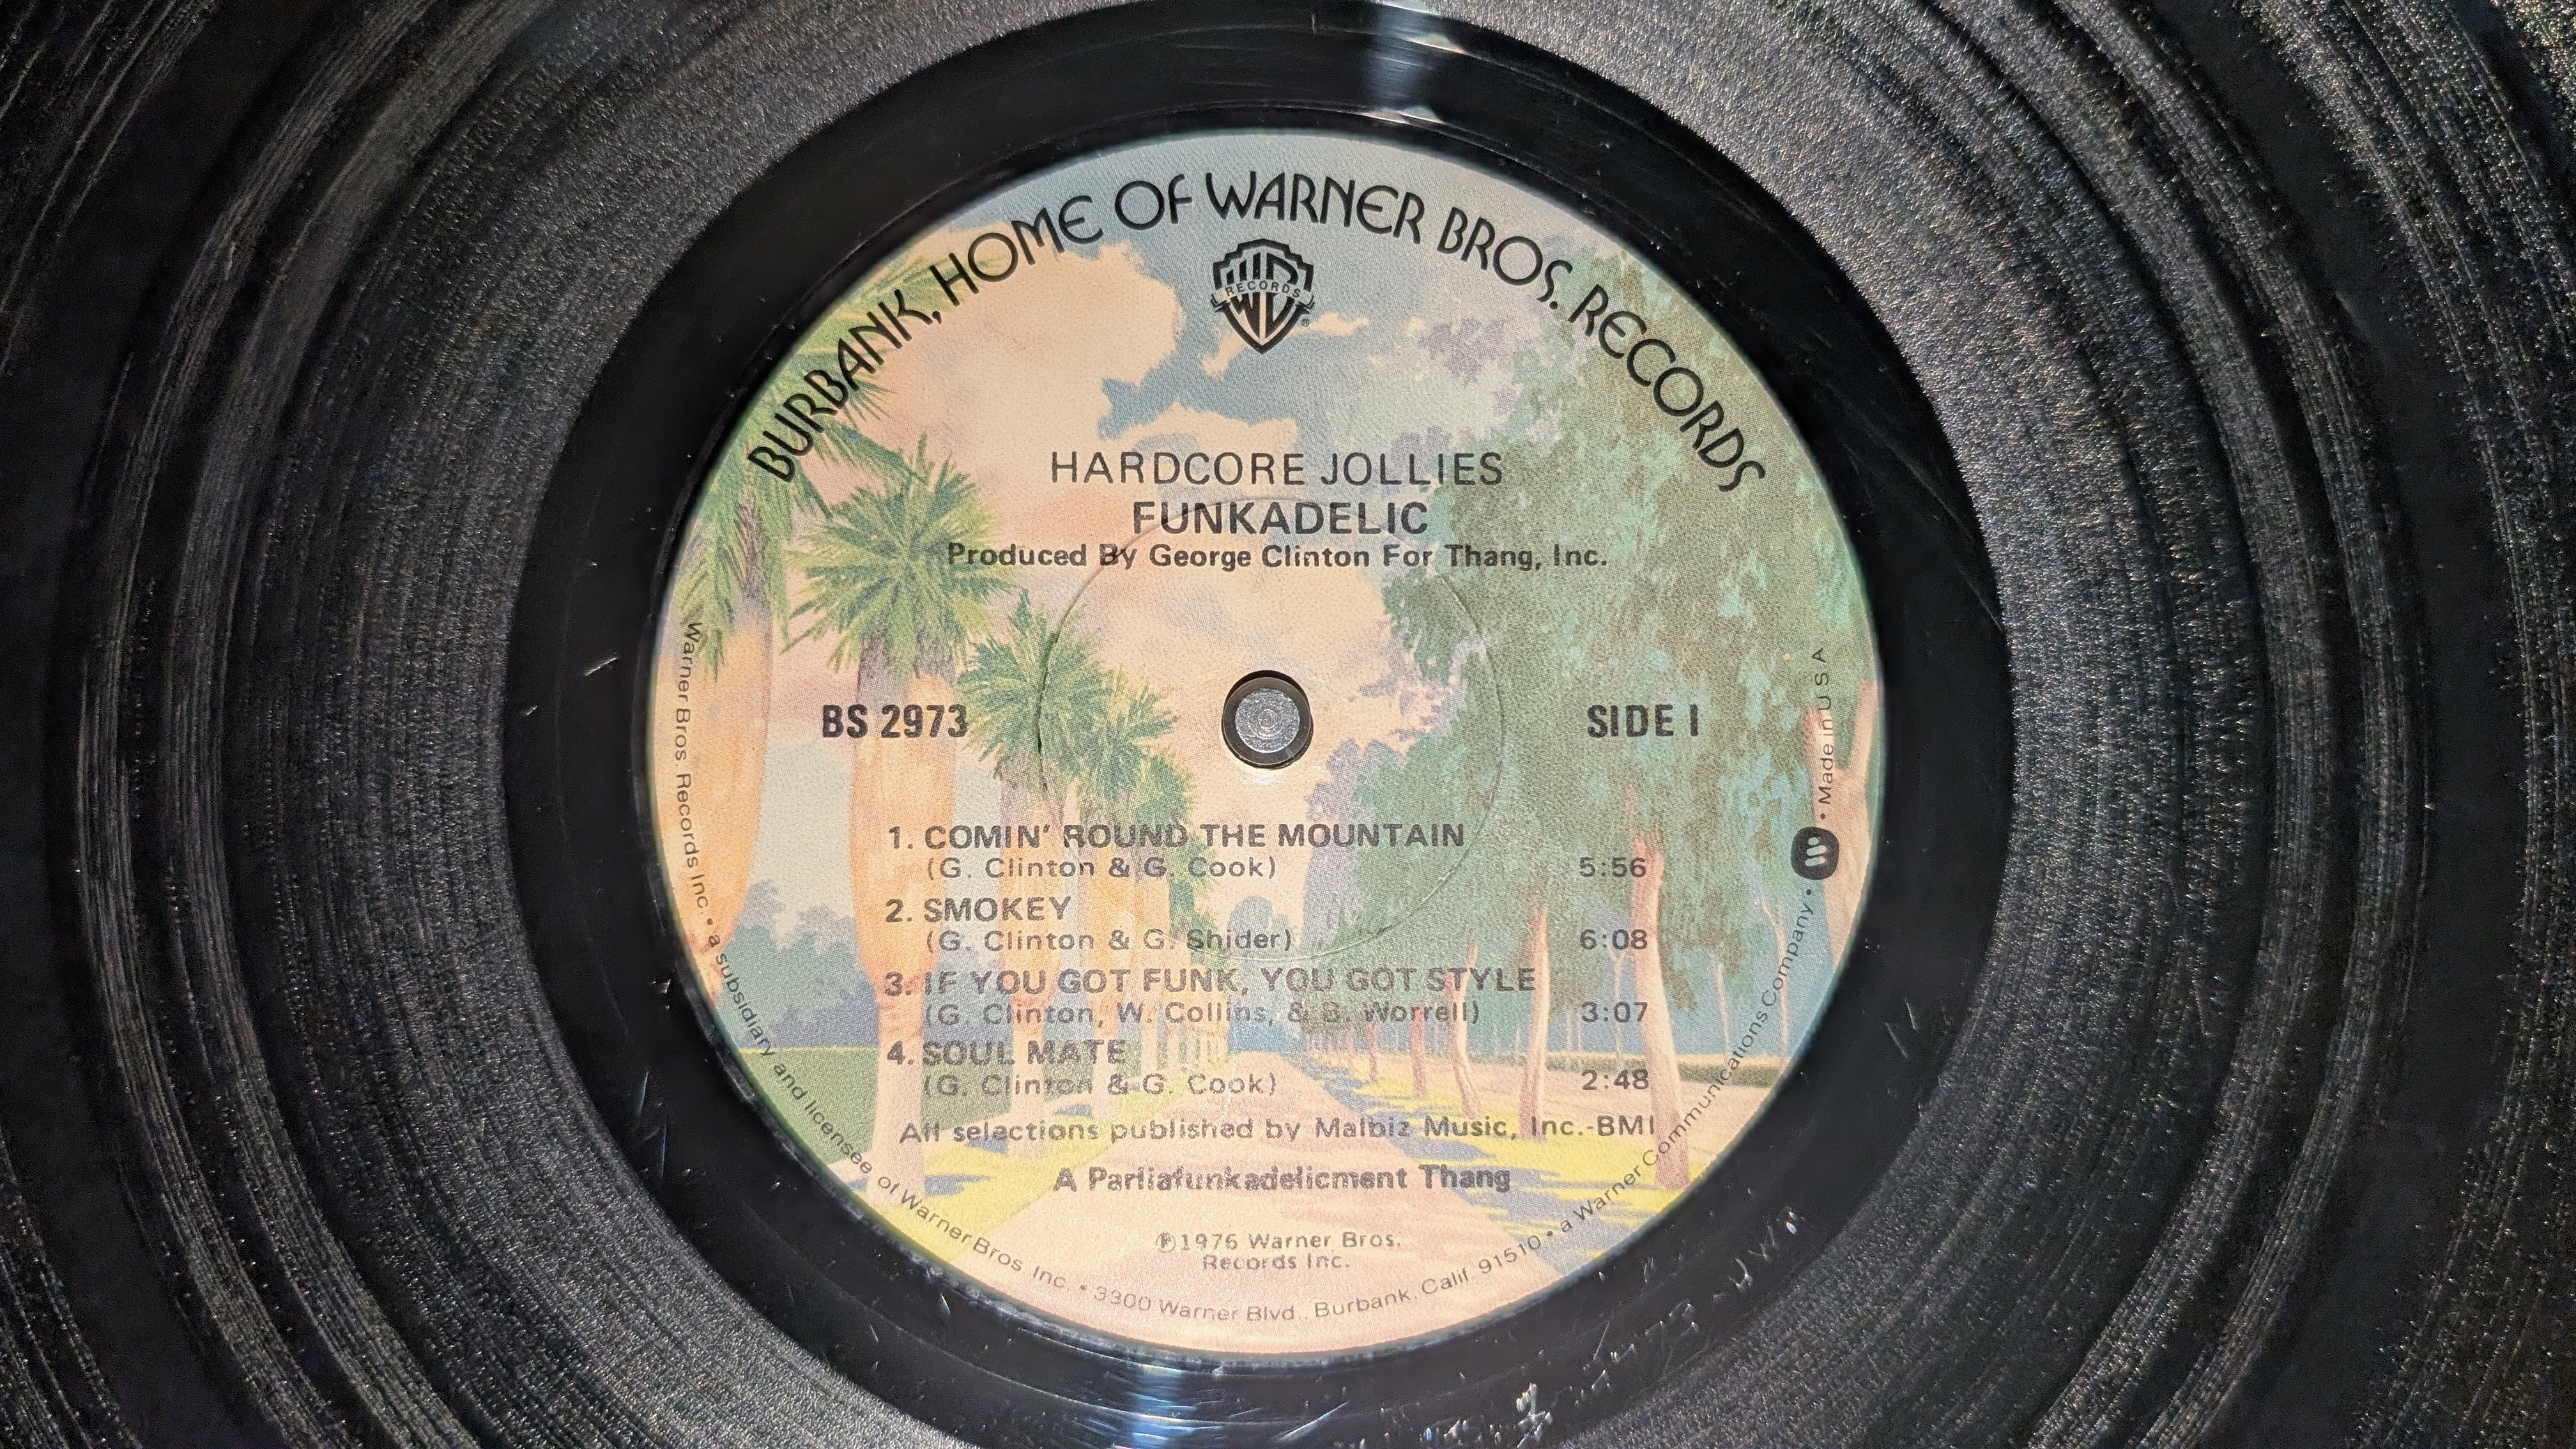 BURBANK, HOME OF WARNER BROS. RECORDS
WB
RECORDS
®
HARDCORE JOLLIES
FUNKADELIC
Produced By George Clinton For Thang, Inc.
BS 2973
SIDE I
1. COMIN' ROUND THE MOUNTAIN
(G. Clinton & G. Cook) 5:56
2. SMOKEY
(G. Clinton & G. Shider) 6:08
3. IF YOU GOT FUNK, YOU GOT STYLE
(G. Clinton, W. Collins, & B. Worrell) 3:07
4. SOUL MATE
(G. Clinton & G. Cook) 2:48
All selections published by Malbiz Music, Inc.-BMI
A Parliafunkadelicment Thang
℗1976 Warner Bros.
Records Inc.
Warner Bros. Records Inc. • a subsidiary and licensee of Warner Bros. Inc. • 3300 Warner Blvd., Burbank, Calif. 91510 • a Warner Communications Company • • Made in U S A